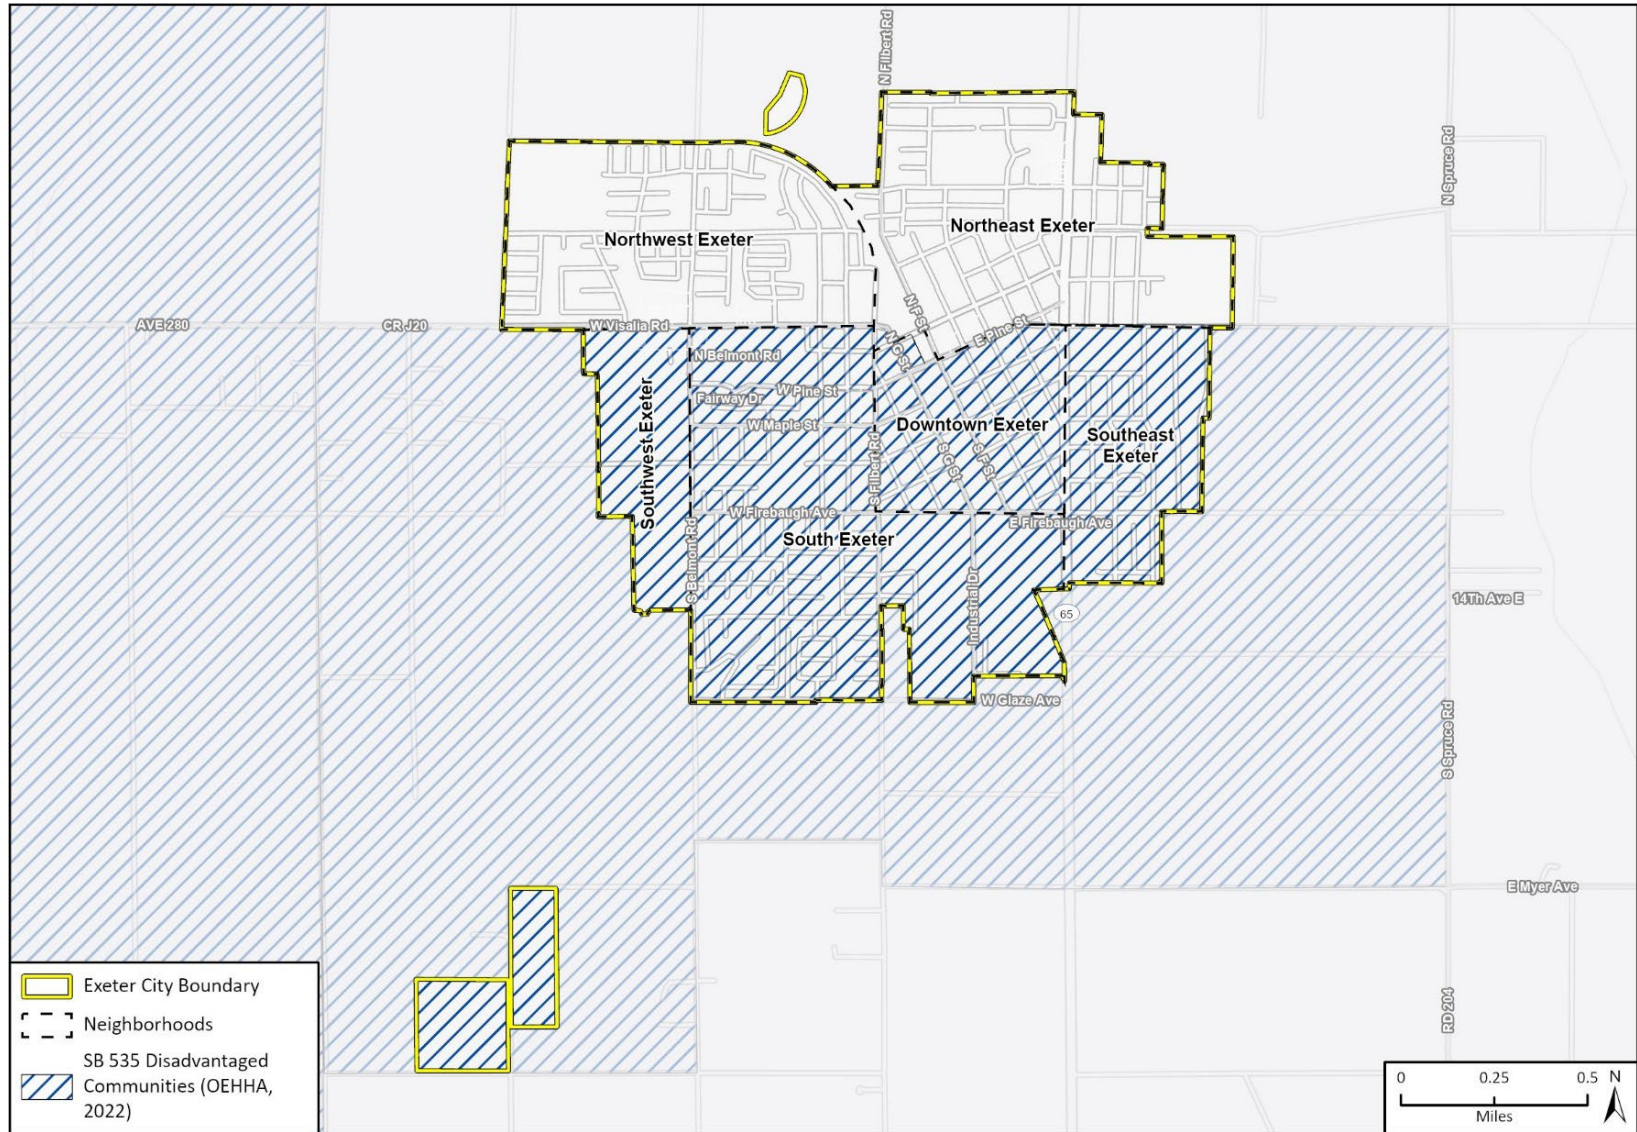 N Filbert Rd
N Spruce Rd
Northeast Exeter
Northwest Exeter
N F St
AVE 280
CR J20
W Visalia Rd
E Pine St
N G St
N Belmont Rd
W Pine St
Fairway Dr
W Maple St
Southwest Exeter
Downtown Exeter
Southeast
Exeter
S Filbert Rd
S G St
S F St
W Firebaugh Ave
E Firebaugh Ave
South Exeter
S Belmont Rd
Industrial Dr
65
14Th Ave E
W Glaze Ave
S Spruce Rd
E Myer Ave
RD 204
Exeter City Boundary
Neighborhoods
SB 535 Disadvantaged
Communities (OEHHA,
2022)
0 0.25 0.5 N
Miles